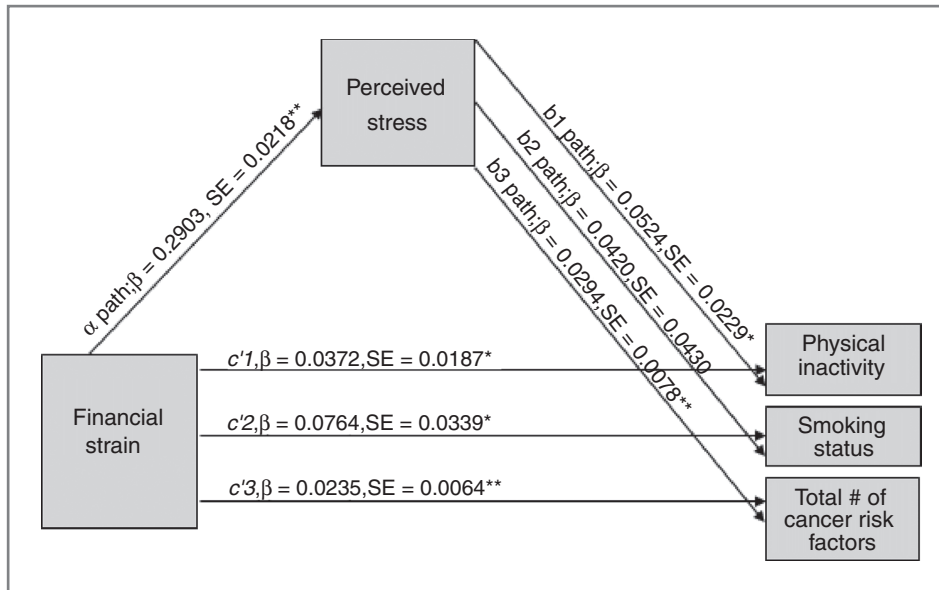 Perceived
stress
α path;β = 0.2903, SE = 0.0218**
b1 path;β = 0.0524,SE = 0.0229*
b2 path;β = 0.0420,SE = 0.0430
b3 path;β = 0.0294,SE = 0.0078**
Financial
strain
c'1,β = 0.0372,SE = 0.0187*
c'2,β = 0.0764,SE = 0.0339*
c'3,β = 0.0235,SE = 0.0064**
Physical
inactivity
Smoking
status
Total # of
cancer risk
factors